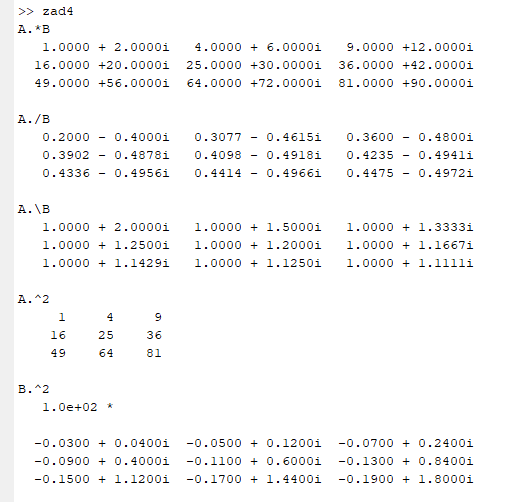 >> zad4
A.*B
1.0000 + 2.0000i 4.0000 + 6.0000i 9.0000 +12.0000i
16.0000 +20.0000i 25.0000 +30.0000i 36.0000 +42.0000i
49.0000 +56.0000i 64.0000 +72.0000i 81.0000 +90.0000i
A./B
0.2000 - 0.4000i 0.3077 - 0.4615i 0.3600 - 0.4800i
0.3902 - 0.4878i 0.4098 - 0.4918i 0.4235 - 0.4941i
0.4336 - 0.4956i 0.4414 - 0.4966i 0.4475 - 0.4972i
A.\B
1.0000 + 2.0000i 1.0000 + 1.5000i 1.0000 + 1.3333i
1.0000 + 1.2500i 1.0000 + 1.2000i 1.0000 + 1.1667i
1.0000 + 1.1429i 1.0000 + 1.1250i 1.0000 + 1.1111i
A.^2
1 4 9
16 25 36
49 64 81
B.^2
1.0e+02 *
-0.0300 + 0.0400i -0.0500 + 0.1200i -0.0700 + 0.2400i
-0.0900 + 0.4000i -0.1100 + 0.6000i -0.1300 + 0.8400i
-0.1500 + 1.1200i -0.1700 + 1.4400i -0.1900 + 1.8000i